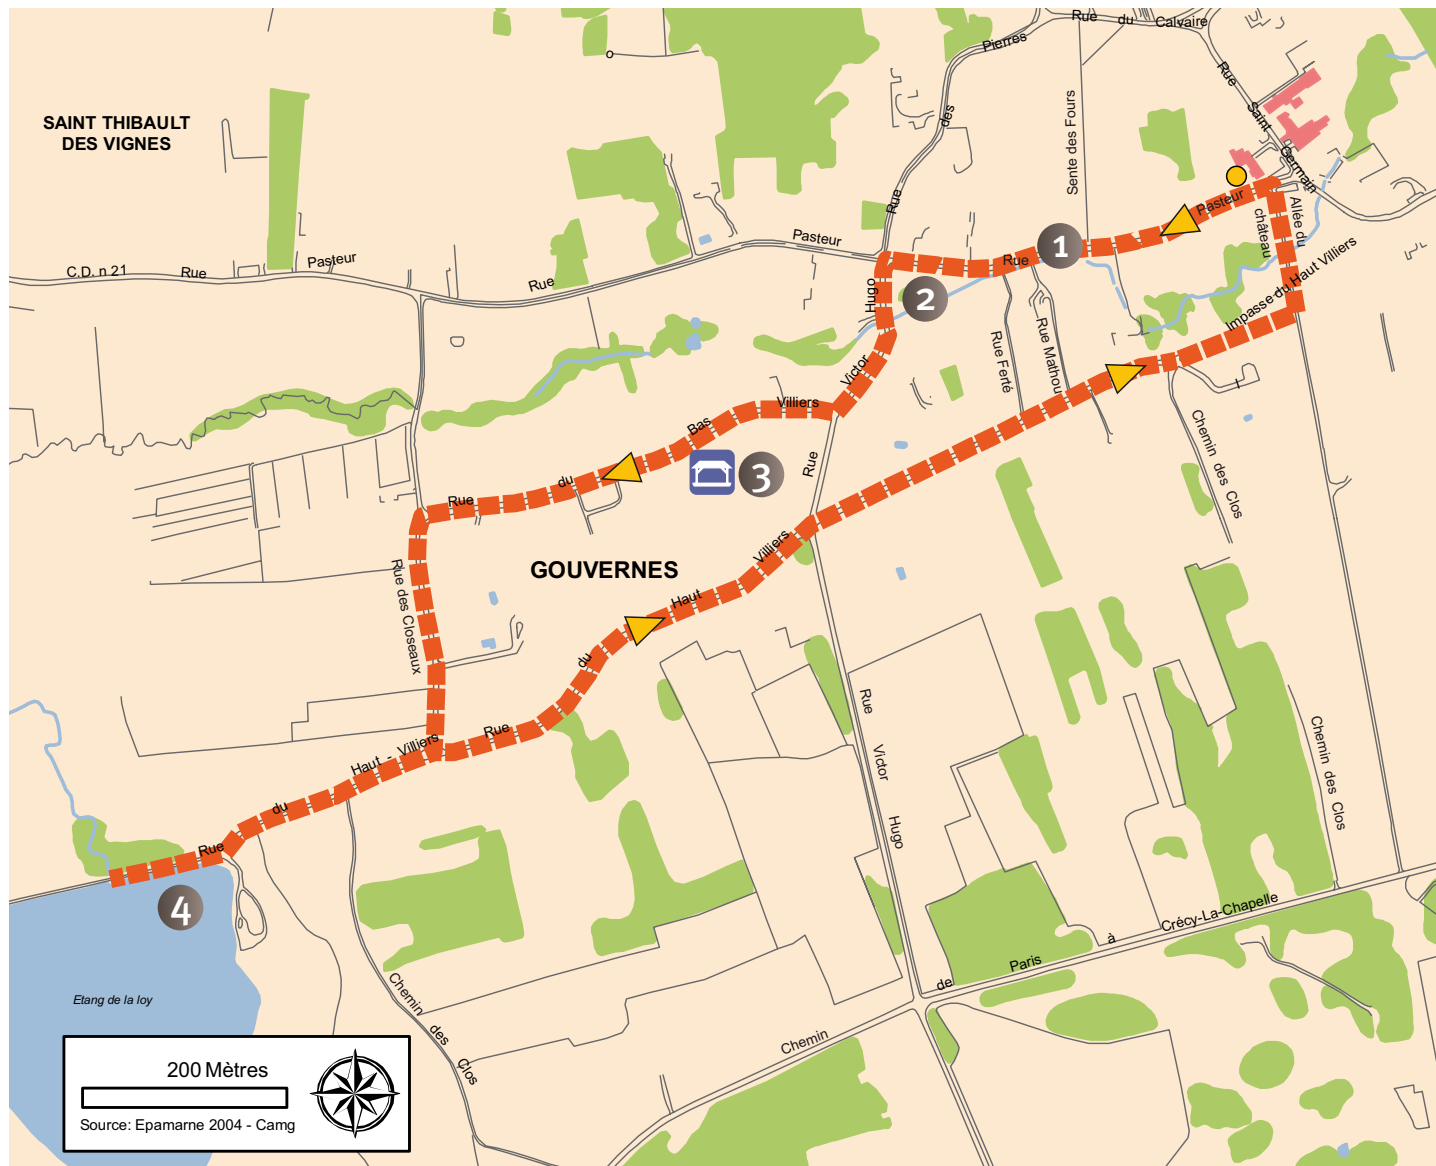 Rue du Calvaire
Pierres
des
Rue
Rue
Saint
Germain
SAINT THIBAULT
DES VIGNES
Sente des Fours
Pasteur
Allée du
château
Impasse du Haut Villiers
1
Rue
Pasteur
C.D. n 21
Rue
Pasteur
Rue
2
Hugo
Victor
Rue Ferté
Rue Mathou
Villiers
Bas
du
Rue
3
Rue
Chemin des Clos
GOUVERNES
Villiers
Haut
du
Rue
Rue des Closeaux
Haut - Villiers
du
Rue
4
Rue
Victor
Hugo
Chemin des Clos
Crécy-La-Chapelle
à
Paris
de
Chemin
Chemin
des
Clos
Etang de la loy
200 Mètres
Source: Epamarne 2004 - Camg